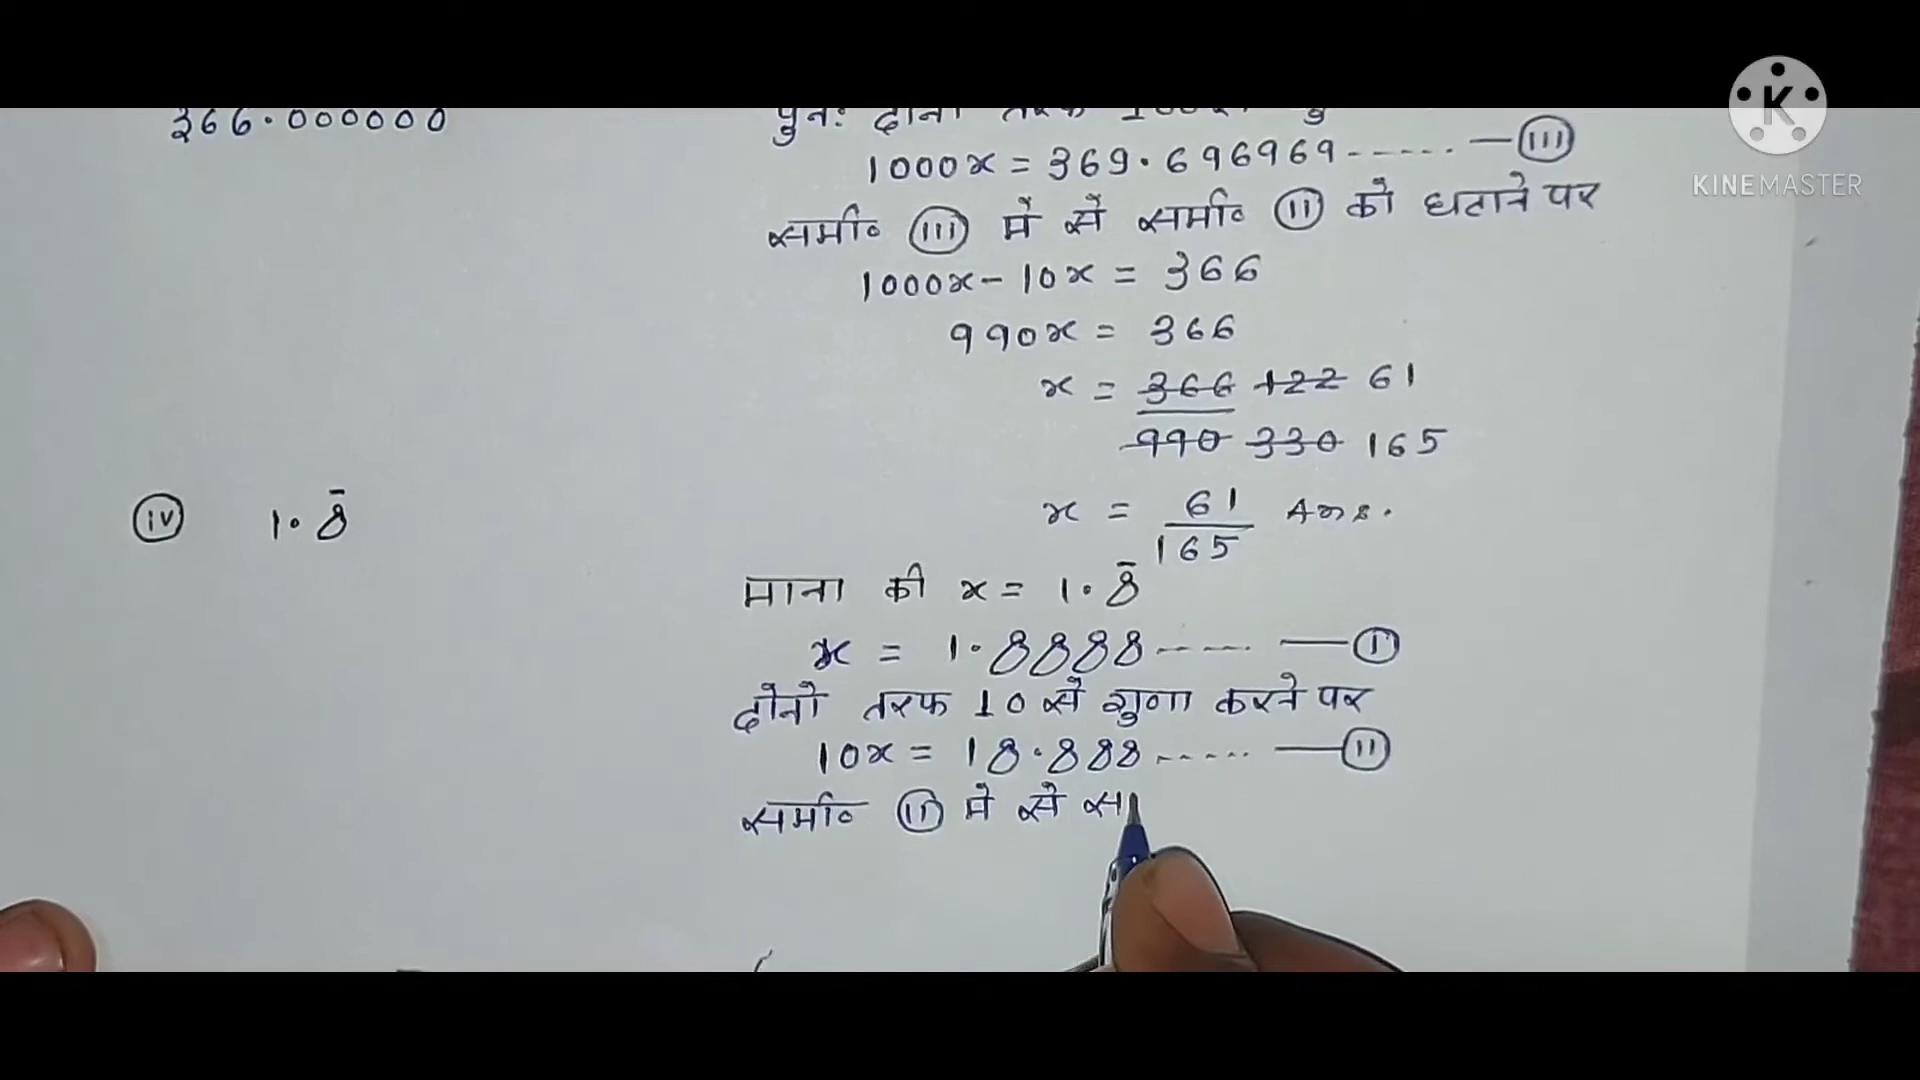 366.000000
पुनः दोनो तरफ
1000x = 369.696969------ — (III)
समी० (III) में से समी० (II) को घटाने पर
1000x - 10x = 366
990x = 366
x = 366 122 61
990 330 165
x = 61 Ans.
165
(iv) 1.8̄
माना की x = 1.8̄
x = 1.8888------ — (I)
दोनो तरफ 10 से गुणा करने पर
10x = 18.888------ — (II)
समी० (II) मे से स
KINEMASTER